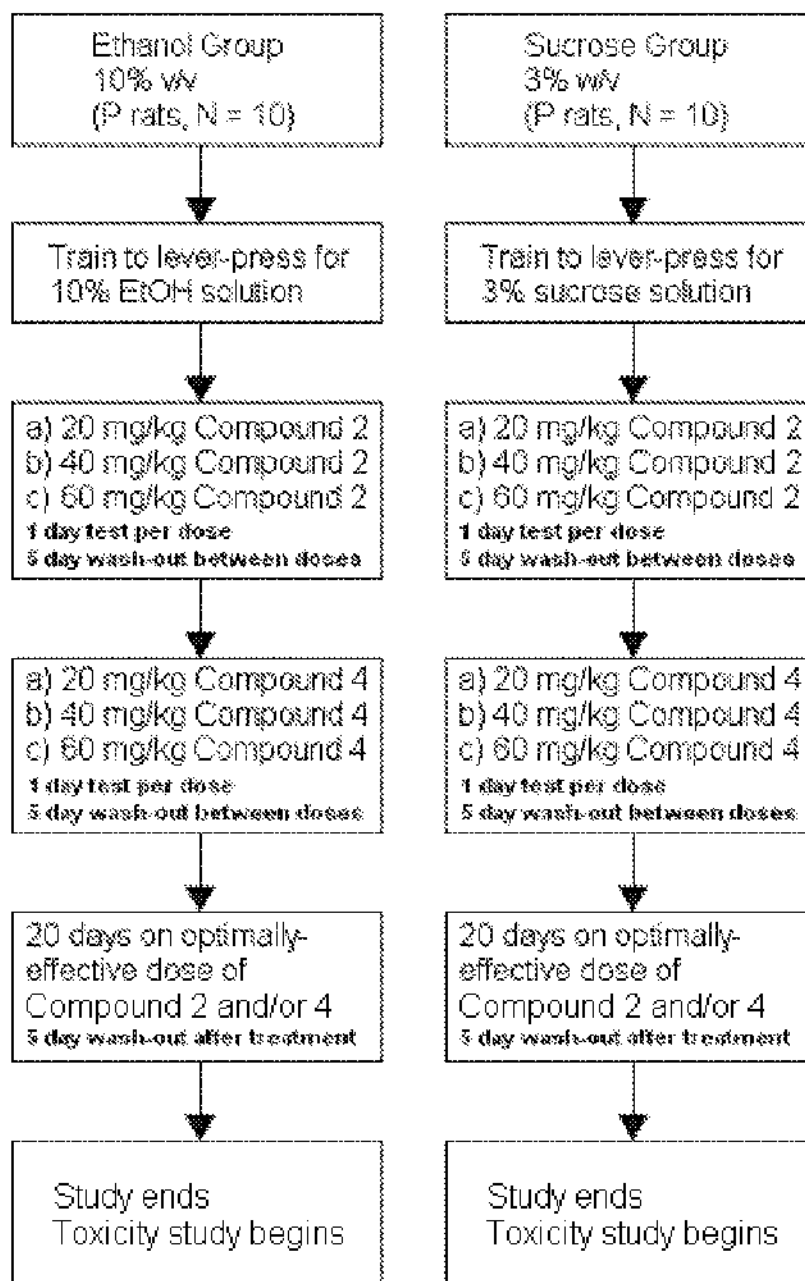 Ethanol Group
10% v/v
(P rats, N = 10)
Train to lever-press for
10% EtOH solution
a) 20 mg/kg Compound 2
b) 40 mg/kg Compound 2
c) 60 mg/kg Compound 2
1 day test per dose
5 day wash-out between doses
a) 20 mg/kg Compound 4
b) 40 mg/kg Compound 4
c) 60 mg/kg Compound 4
1 day test per dose
5 day wash-out between doses
20 days on optimally-
effective dose of
Compound 2 and/or 4
5 day wash-out after treatment
Study ends
Toxicity study begins
Sucrose Group
3% w/v
(P rats, N = 10)
Train to lever-press for
3% sucrose solution
a) 20 mg/kg Compound 2
b) 40 mg/kg Compound 2
c) 60 mg/kg Compound 2
1 day test per dose
5 day wash-out between doses
a) 20 mg/kg Compound 4
b) 40 mg/kg Compound 4
c) 60 mg/kg Compound 4
1 day test per dose
5 day wash-out between doses
20 days on optimally-
effective dose of
Compound 2 and/or 4
5 day wash-out after treatment
Study ends
Toxicity study begins